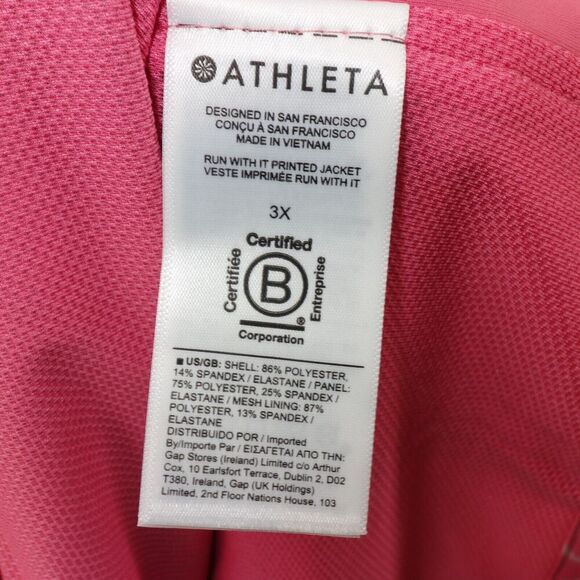 ATHLETA
DESIGNED IN SAN FRANCISCO
CONÇU À SAN FRANCISCO
MADE IN VIETNAM
RUN WITH IT PRINTED JACKET
VESTE IMPRIMÉE RUN WITH IT
3X
Certified
Certifiée
B
Entreprise
®
Corporation
■ US/GB: SHELL: 86% POLYESTER,
14% SPANDEX / ELASTANE / PANEL:
75% POLYESTER, 25% SPANDEX /
ELASTANE / MESH LINING: 87%
POLYESTER, 13% SPANDEX /
ELASTANE
DISTRIBUIDO POR / Imported
By/Importe Par / ΕΙΣΑΓΕΤΑΙ ΑΠΟ ΤΗΝ:
Gap Stores (Ireland) Limited c/o Arthur
Cox, 10 Earlsfort Terrace, Dublin 2, D02
T380, Ireland, Gap (UK Holdings)
Limited, 2nd Floor Nations House, 103